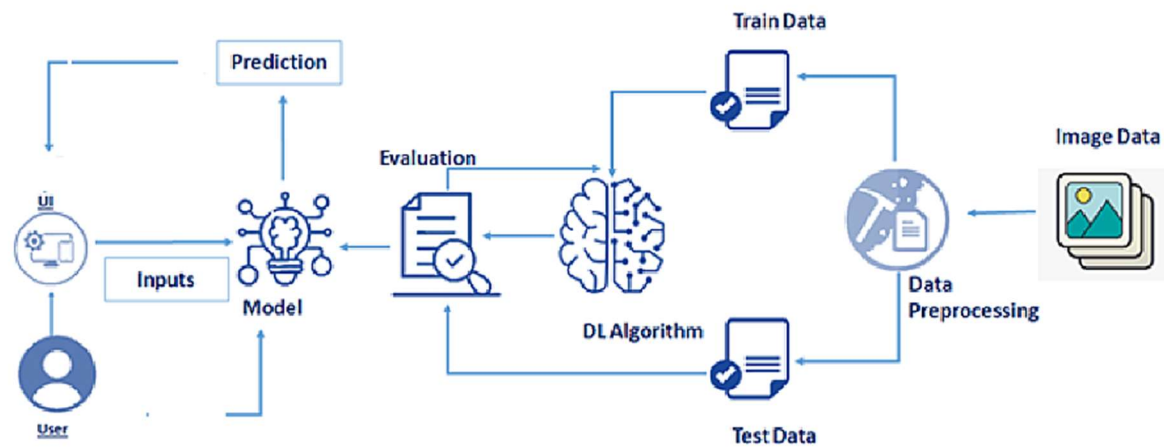 Train Data
Prediction
Image Data
Evaluation
UI
Inputs
Model
Data
Preprocessing
DL Algorithm
User
Test Data